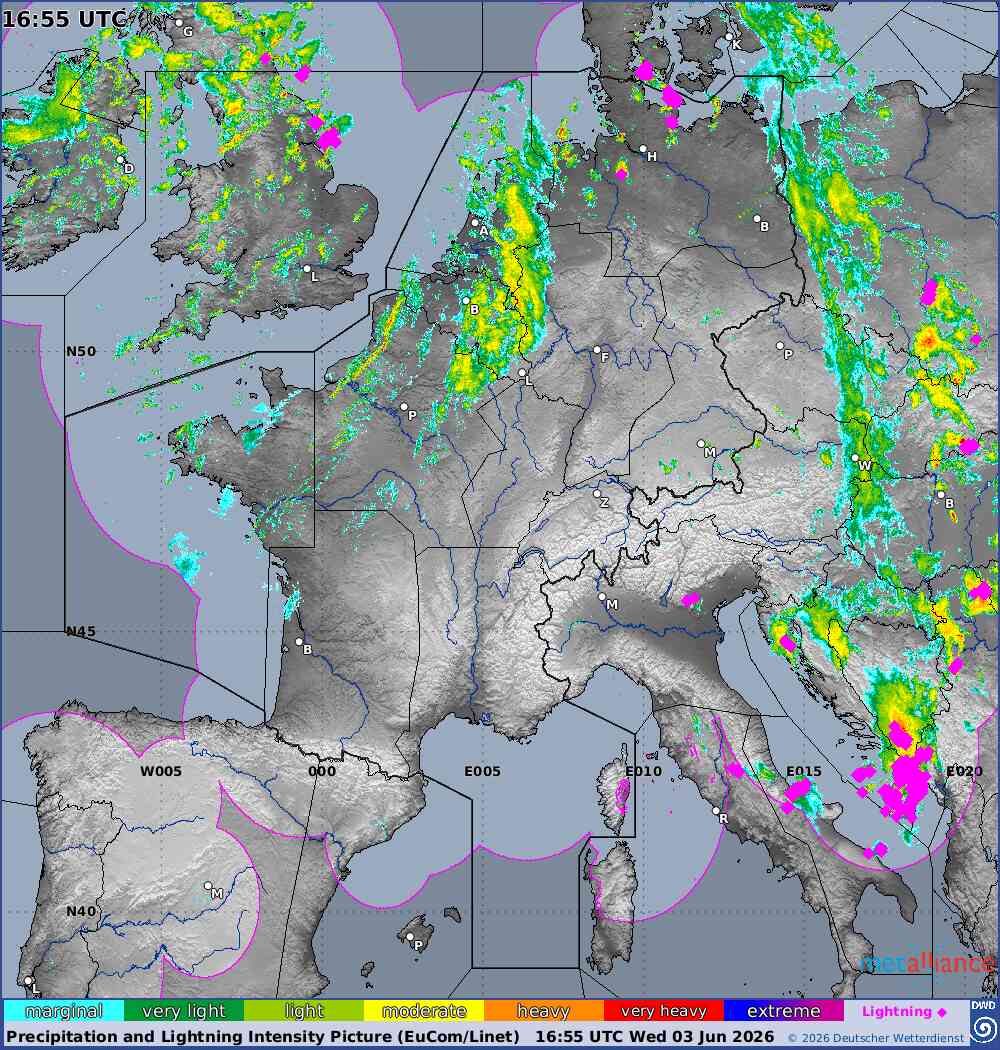 16:55 UTC
G
K
D
H
A
B
L
B
N50
F
P
L
P
M
W
Z
B
M
N45
B
W005
000
E005
E010
E015
E020
R
M
N40
P
L
metalliance
marginal
very light
light
moderate
heavy
very heavy
extreme
Lightning
DWD
Precipitation and Lightning Intensity Picture (EuCom/Linet) 16:55 UTC Wed 03 Jun 2026 © 2026 Deutscher Wetterdienst